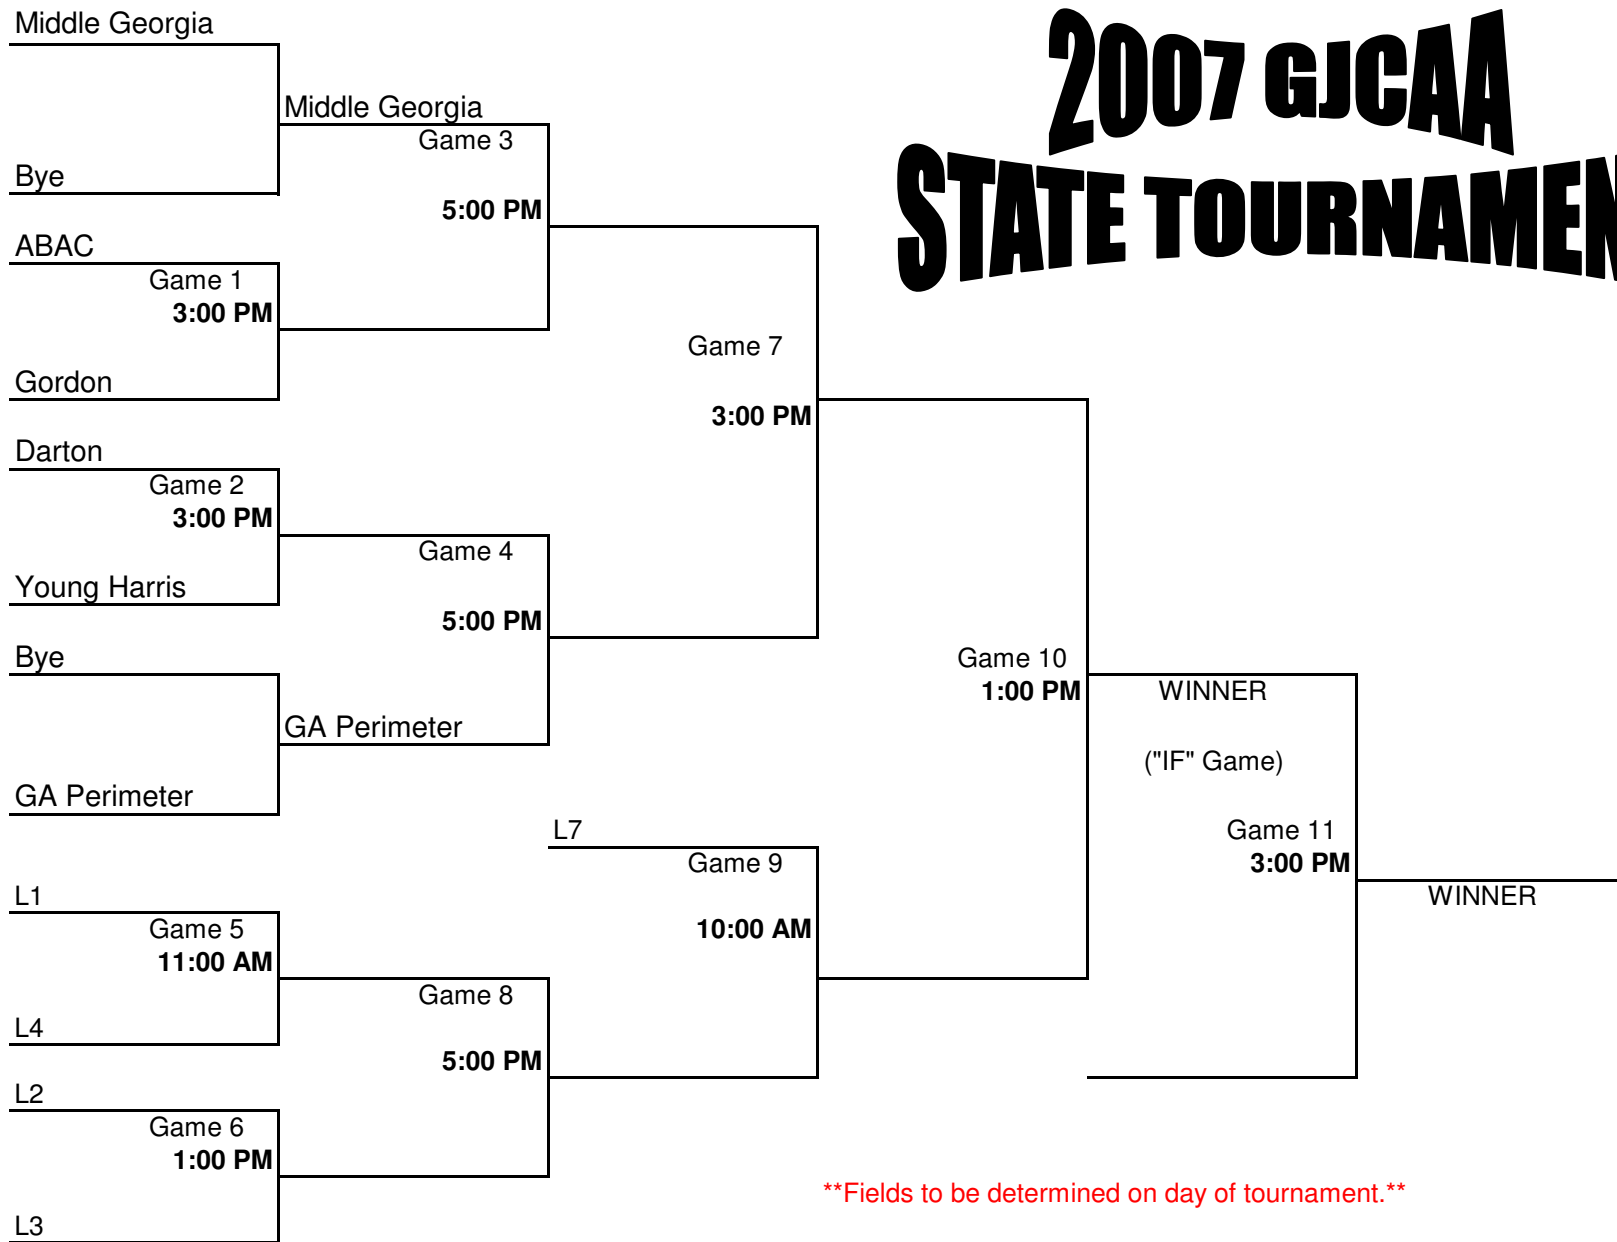 2007 GJCAA
STATE TOURNAMEN
Middle Georgia
Middle Georgia
Game 3
Bye
5:00 PM
ABAC
Game 1
3:00 PM
Game 7
Gordon
3:00 PM
Darton
Game 2
3:00 PM
Game 4
Young Harris
5:00 PM
Bye
Game 10
1:00 PM
WINNER
GA Perimeter
("IF" Game)
GA Perimeter
L7
Game 11
Game 9
3:00 PM
L1
WINNER
Game 5
10:00 AM
11:00 AM
Game 8
L4
5:00 PM
L2
Game 6
1:00 PM
**Fields to be determined on day of tournament.**
L3